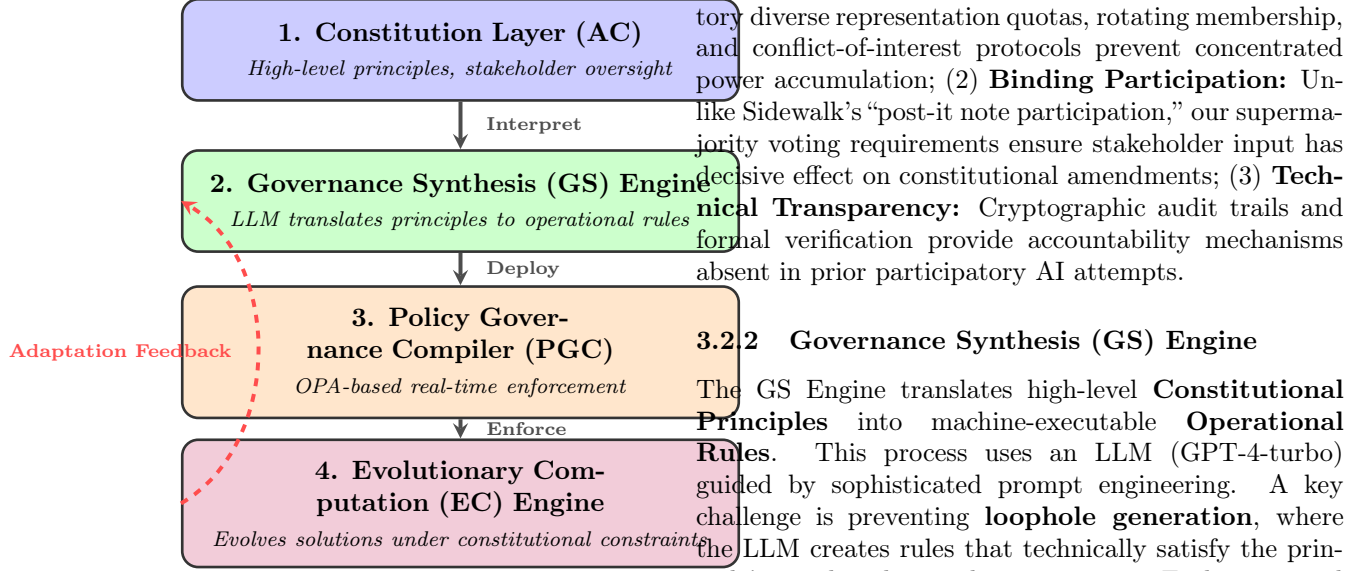 1. Constitution Layer (AC)
High-level principles, stakeholder oversight
Interpret
2. Governance Synthesis (GS) Engine
LLM translates principles to operational rules
Deploy
3. Policy Gover-
nance Compiler (PGC)
OPA-based real-time enforcement
Adaptation Feedback
Enforce
4. Evolutionary Com-
putation (EC) Engine
Evolves solutions under constitutional constraints
tory diverse representation quotas, rotating membership,
and conflict-of-interest protocols prevent concentrated
power accumulation; (2) Binding Participation: Un-
like Sidewalk's “post-it note participation,” our superma-
jority voting requirements ensure stakeholder input has
decisive effect on constitutional amendments; (3) Tech-
nical Transparency: Cryptographic audit trails and
formal verification provide accountability mechanisms
absent in prior participatory AI attempts.
3.2.2 Governance Synthesis (GS) Engine
The GS Engine translates high-level Constitutional
Principles into machine-executable Operational
Rules. This process uses an LLM (GPT-4-turbo)
guided by sophisticated prompt engineering. A key
challenge is preventing loophole generation, where
the LLM creates rules that technically satisfy the prin-